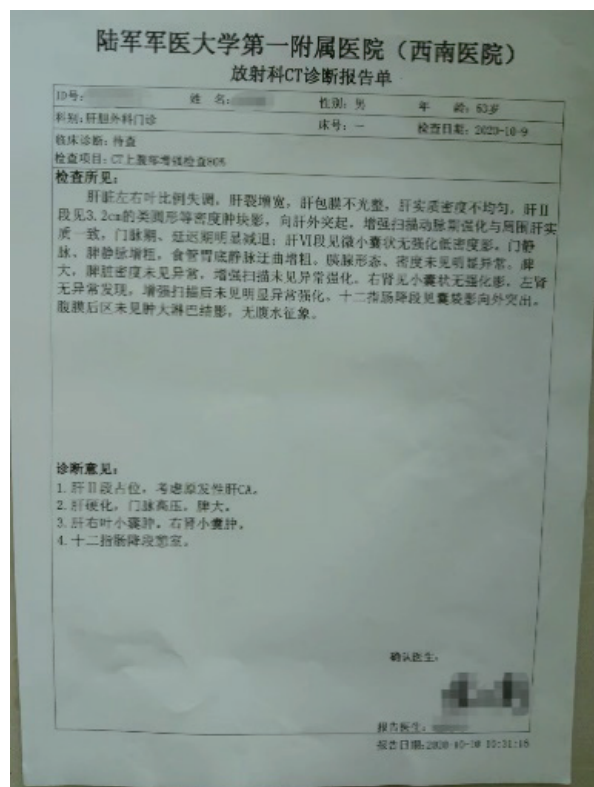 陆军军医大学第一附属医院（西南医院）
放射科CT诊断报告单
ID号: 姓 名: 性别: 男 年 龄: 53岁
科别: 肝胆外科门诊 床号: － 检查日期: 2020-10-9
临床诊断: 待查
检查项目: CT上腹部增强检查80S
检查所见:
肝脏左右叶比例失调，肝裂增宽，肝包膜不光整，肝实质密度不均匀，肝Ⅱ
段见3.2cm的类圆形等密度肿块影，向肝外突起，增强扫描动脉期强化与周围肝实
质一致，门脉期、延迟期明显减退；肝Ⅵ段见微小囊状无强化低密度影，门静
脉、脾静脉增粗，食管胃底静脉迂曲增粗。胰腺形态、密度未见明显异常。脾
大，脾脏密度未见异常，增强扫描未见异常强化。右肾见小囊状无强化影，左肾
无异常发现，增强扫描后未见明显异常强化，十二指肠降段见囊袋影向外突出。
腹膜后区未见肿大淋巴结影，无腹水征象。
诊断意见:
1.肝Ⅱ段占位，考虑原发性肝CA。
2.肝硬化，门脉高压，脾大。
3.肝右叶小囊肿，右肾小囊肿。
4.十二指肠降段憩室。
确认医生:
报告医生:
报告日期:2020-10-10 10:31:16